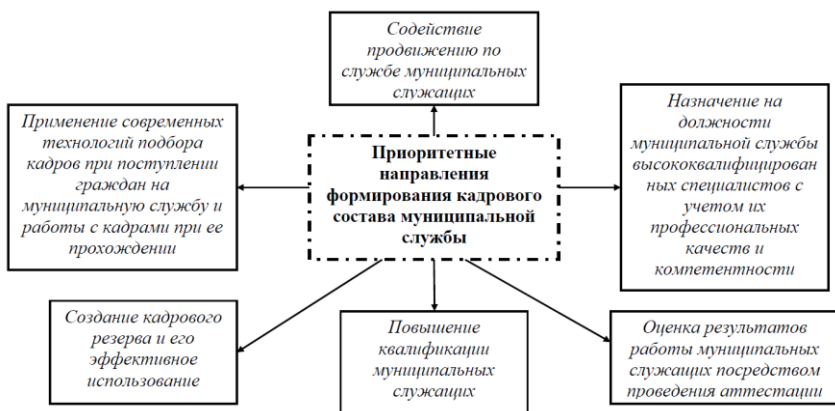 Содействие
продвижению по
службе муниципальных
служащих
Применение современных
технологий подбора
кадров при поступлении
граждан на
муниципальную службу и
работы с кадрами при ее
прохождении
Приоритетные
направления
формирования кадрового
состава муниципальной
службы
Назначение на
должности
муниципальной службы
высококвалифицирован
ных специалистов с
учетом их
профессиональных
качеств и
компетентности
Создание кадрового
резерва и его
эффективное
использование
Повышение
квалификации
муниципальных
служащих
Оценка результатов
работы муниципальных
служащих посредством
проведения аттестации